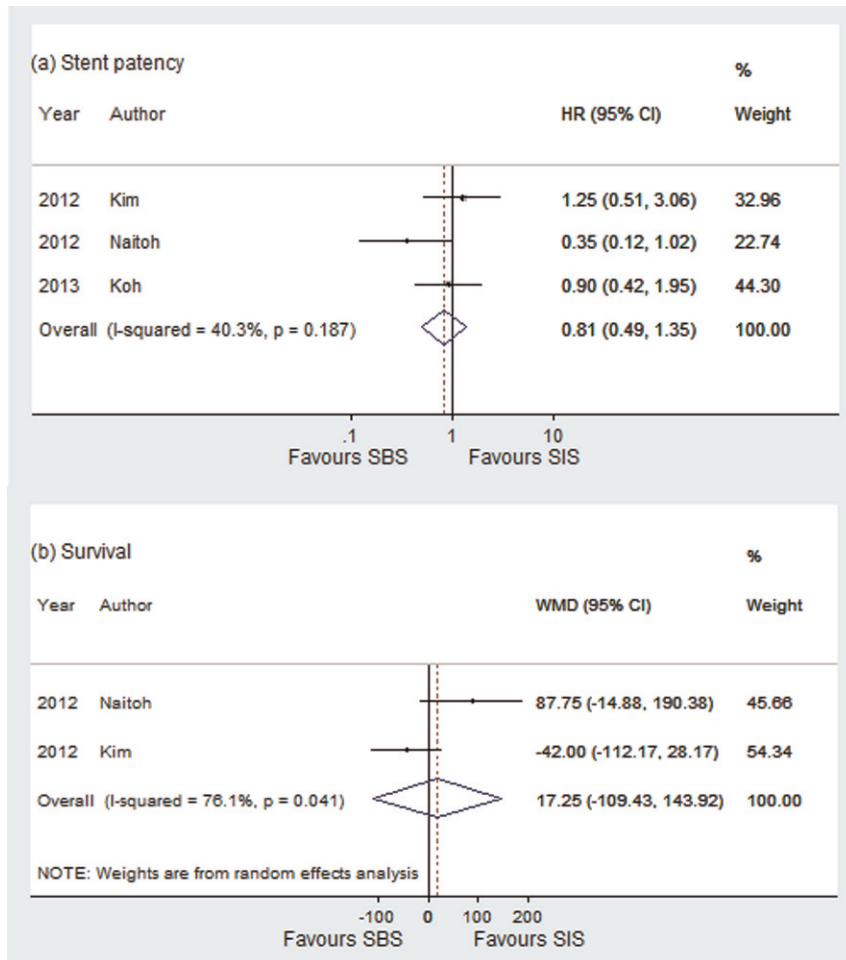 (a) Stent patency
%
Year Author HR (95% CI) Weight
2012 Kim 1.25 (0.51, 3.06) 32.96
2012 Naitoh 0.35 (0.12, 1.02) 22.74
2013 Koh 0.90 (0.42, 1.95) 44.30
Overall (I-squared = 40.3%, p = 0.187) 0.81 (0.49, 1.35) 100.00
.1 1 10
Favours SBS Favours SIS
(b) Survival
%
Year Author WMD (95% CI) Weight
2012 Naitoh 87.75 (-14.88, 190.38) 45.66
2012 Kim -42.00 (-112.17, 28.17) 54.34
Overall (I-squared = 76.1%, p = 0.041) 17.25 (-109.43, 143.92) 100.00
NOTE: Weights are from random effects analysis
-100 0 100 200
Favours SBS Favours SIS